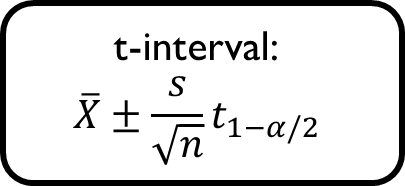 t-interval:
X̄ ± s/√n t₁₋α/₂